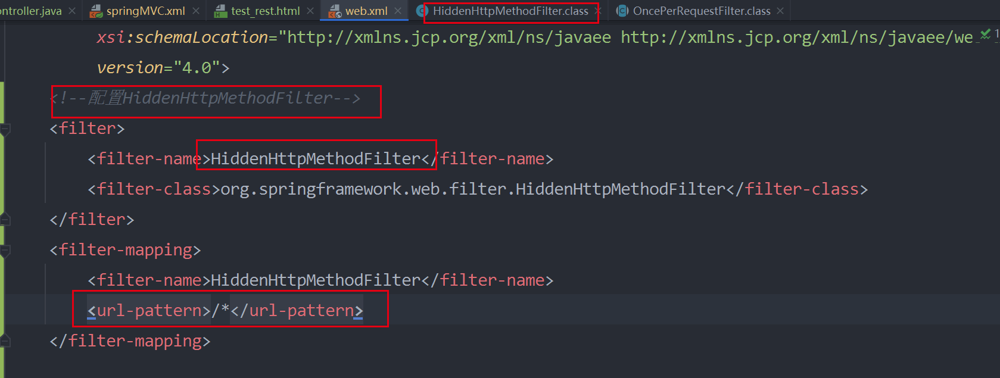 ontroller.java springMVC.xml test_rest.html web.xml HiddenHttpMethodFilter.class OncePerRequestFilter.class
xsi:schemaLocation="http://xmlns.jcp.org/xml/ns/javaee http://xmlns.jcp.org/xml/ns/javaee/we 1
version="4.0">
<!--配置HiddenHttpMethodFilter-->
<filter>
<filter-name>HiddenHttpMethodFilter</filter-name>
<filter-class>org.springframework.web.filter.HiddenHttpMethodFilter</filter-class>
</filter>
<filter-mapping>
<filter-name>HiddenHttpMethodFilter</filter-name>
<url-pattern>/*</url-pattern>
</filter-mapping>